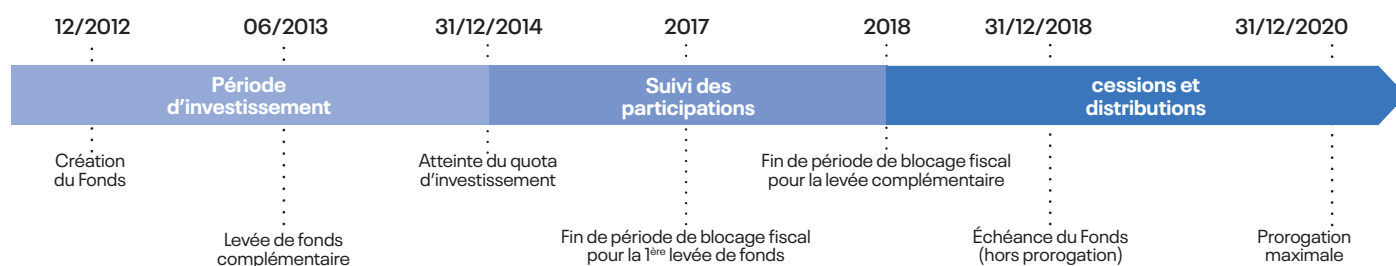 12/2012
06/2013
31/12/2014
2017
2018
31/12/2018
31/12/2020
Période
d’investissement
Suivi des
participations
cessions et
distributions
Création
du Fonds
Levée de fonds
complémentaire
Atteinte du quota
d’investissement
Fin de période de blocage fiscal
pour la 1ère levée de fonds
Fin de période de blocage fiscal
pour la levée complémentaire
Échéance du Fonds
(hors prorogation)
Prorogation
maximale